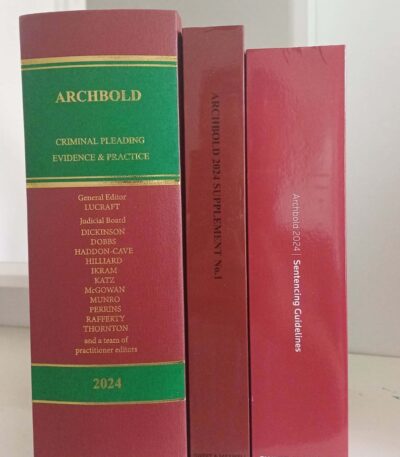 ARCHBOLD
CRIMINAL PLEADING
EVIDENCE & PRACTICE
General Editor
LUCRAFT
Judicial Board
DICKINSON
DOBBS
HADDON-CAVE
HILLIARD
IKRAM
KATZ
McGOWAN
MUNRO
PERRINS
RAFFERTY
THORNTON
and a team of
practitioner editors
2024
ARCHBOLD 2024 SUPPLEMENT No.1
Archbold 2024 | Sentencing Guidelines